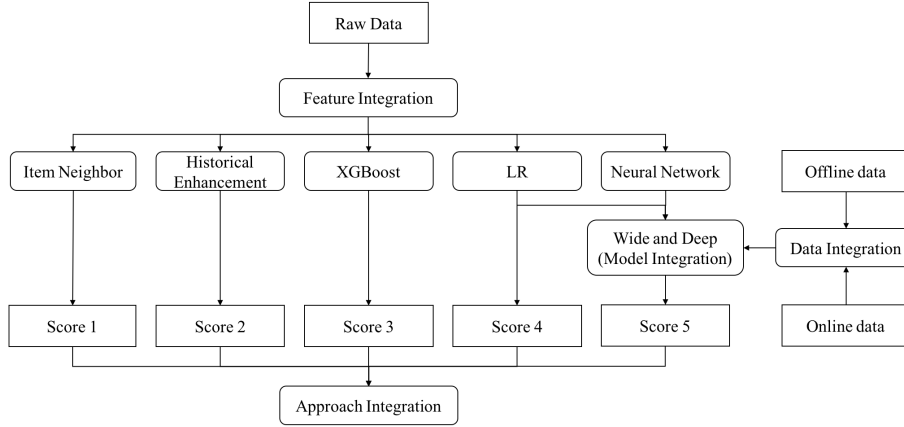 Raw Data
Feature Integration
Item Neighbor
Historical
Enhancement
XGBoost
LR
Neural Network
Offline data
Wide and Deep
(Model Integration)
Data Integration
Score 1
Score 2
Score 3
Score 4
Score 5
Online data
Approach Integration